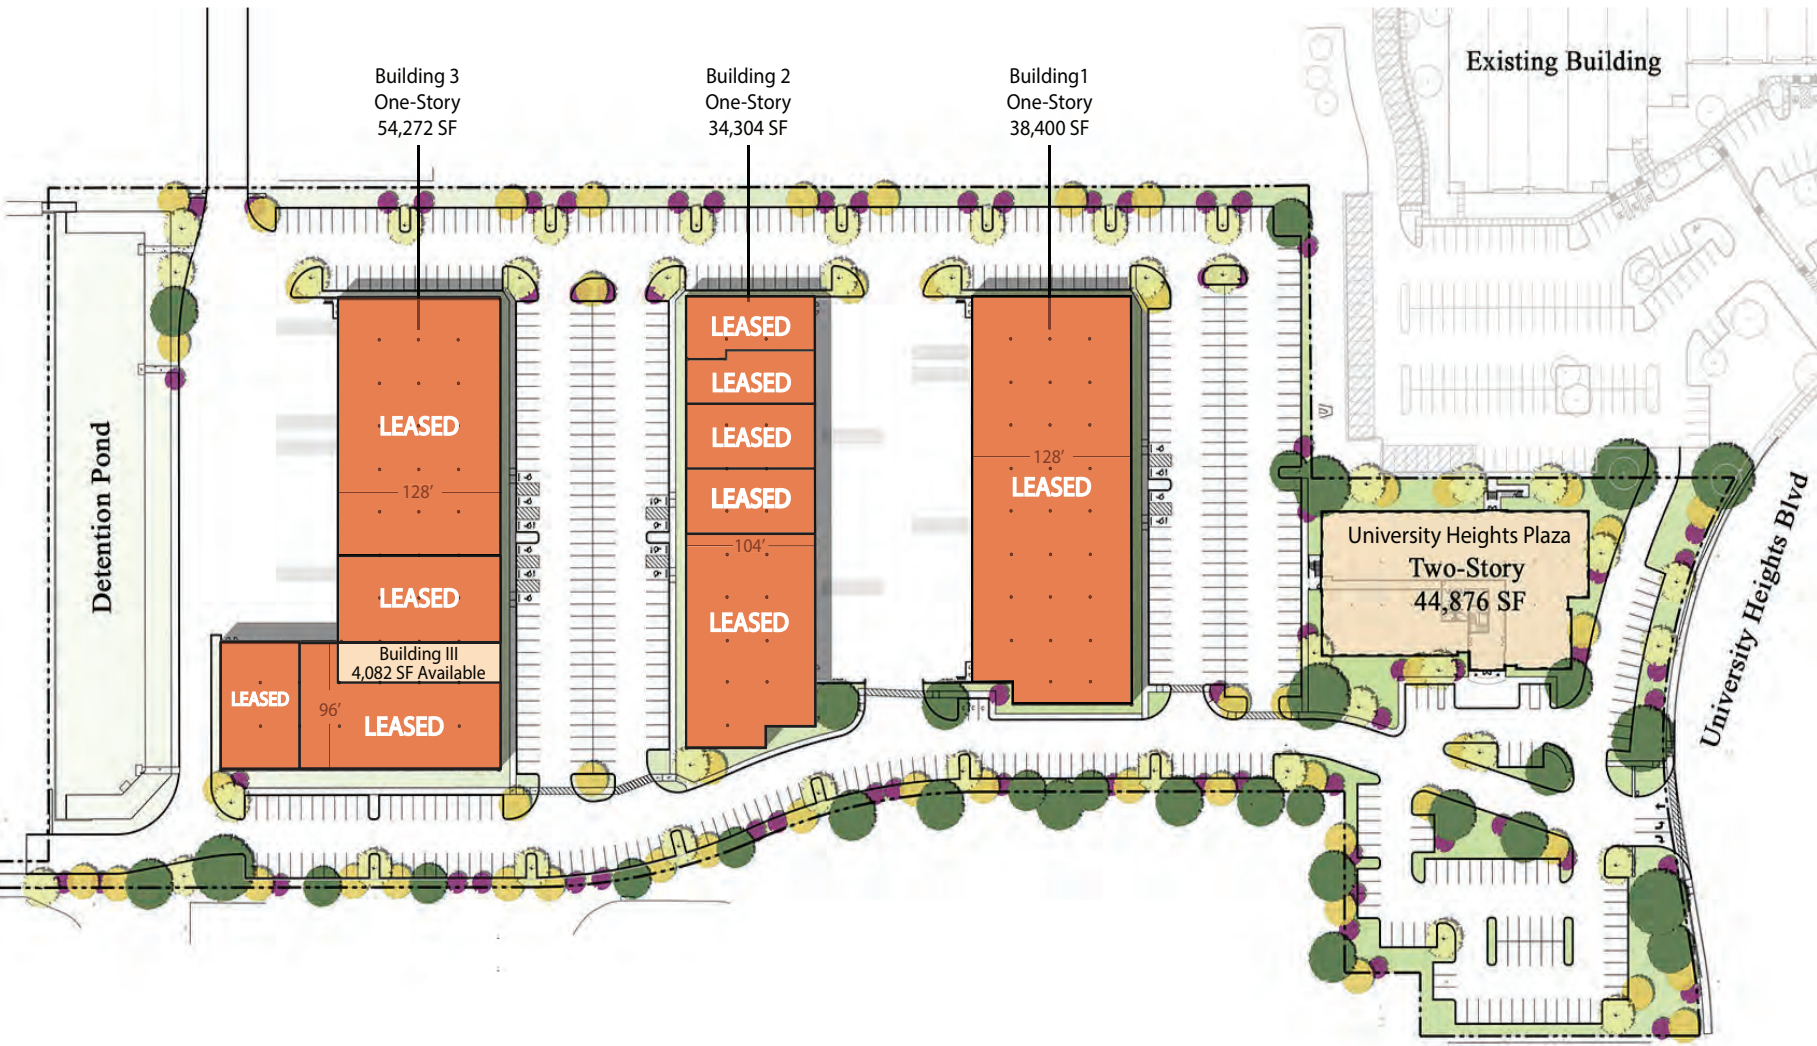 Building 3
One-Story
54,272 SF
Building 2
One-Story
34,304 SF
Building1
One-Story
38,400 SF
Existing Building
LEASED
128'
LEASED
Building III
4,082 SF Available
LEASED
96'
LEASED
LEASED
LEASED
LEASED
LEASED
104'
LEASED
128'
LEASED
University Heights Plaza
Two-Story
44,876 SF
Detention Pond
University Heights Blvd